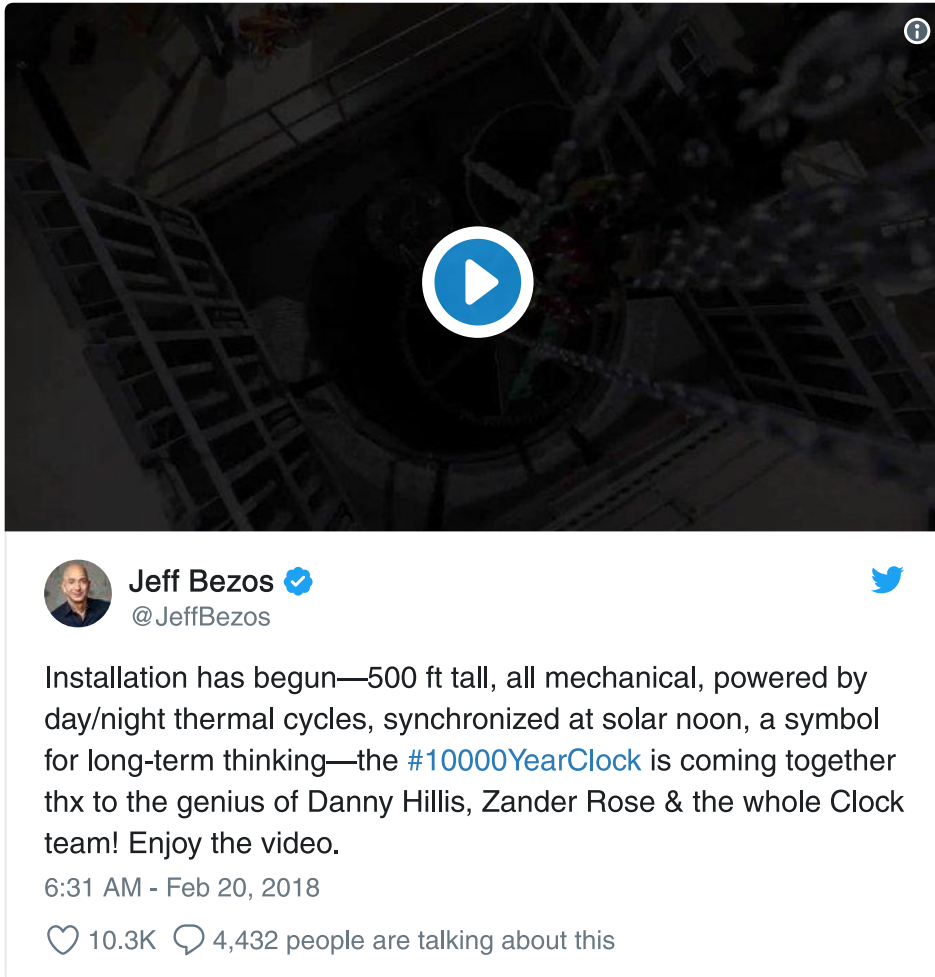 Jeff Bezos
@JeffBezos
Installation has begun—500 ft tall, all mechanical, powered by
day/night thermal cycles, synchronized at solar noon, a symbol
for long-term thinking—the #10000YearClock is coming together
thx to the genius of Danny Hillis, Zander Rose & the whole Clock
team! Enjoy the video.
6:31 AM - Feb 20, 2018
10.3K 4,432 people are talking about this